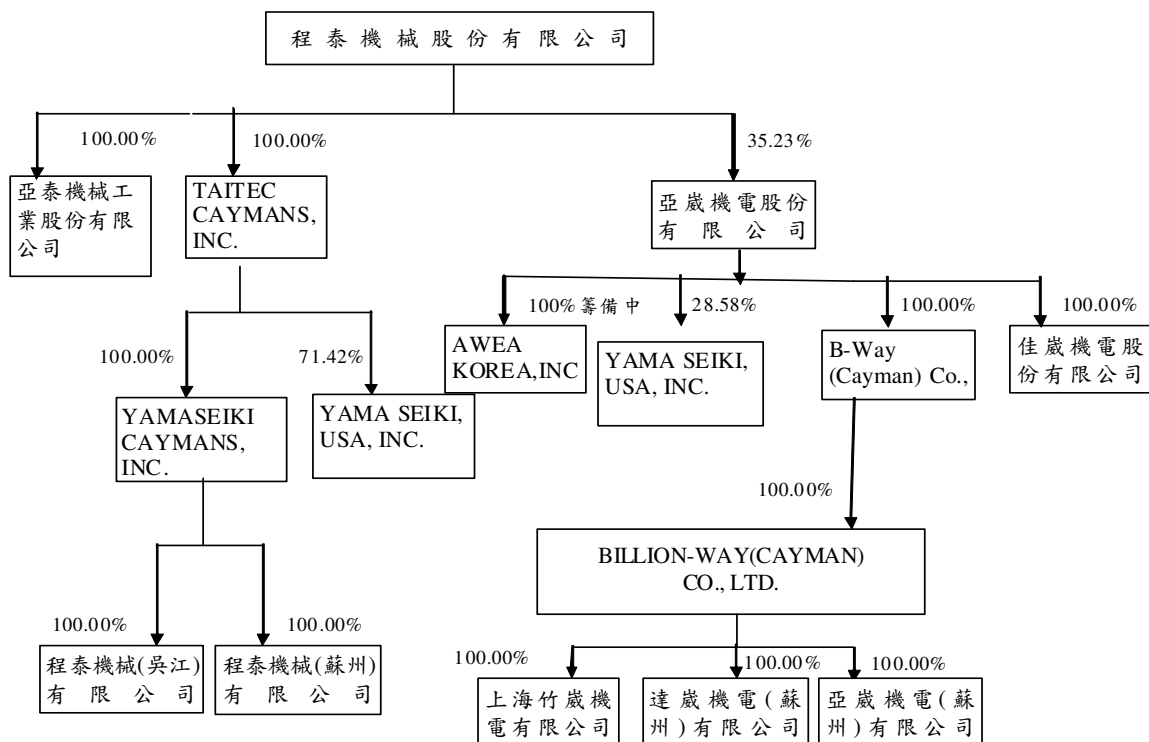 程泰機械股份有限公司
100.00%
100.00%
35.23%
亞泰機械工
業股份有限
公司
TAITEC
CAYMANS,
INC.
亞崴機電股份
有限公司
100% 籌備中
28.58%
100.00%
100.00%
100.00%
71.42%
AWEA
KOREA,INC
YAMA SEIKI,
USA, INC.
B-Way
(Cayman) Co.,
佳崴機電股
份有限公司
YAMASEIKI
CAYMANS,
INC.
YAMA SEIKI,
USA, INC.
100.00%
BILLION-WAY(CAYMAN)
CO., LTD.
100.00%
100.00%
程泰機械(吳江)
有限公司
程泰機械(蘇州)
有限公司
100.00%
100.00%
100.00%
上海竹崴機
電有限公司
達崴機電(蘇
州)有限公司
亞崴機電(蘇
州)有限公司